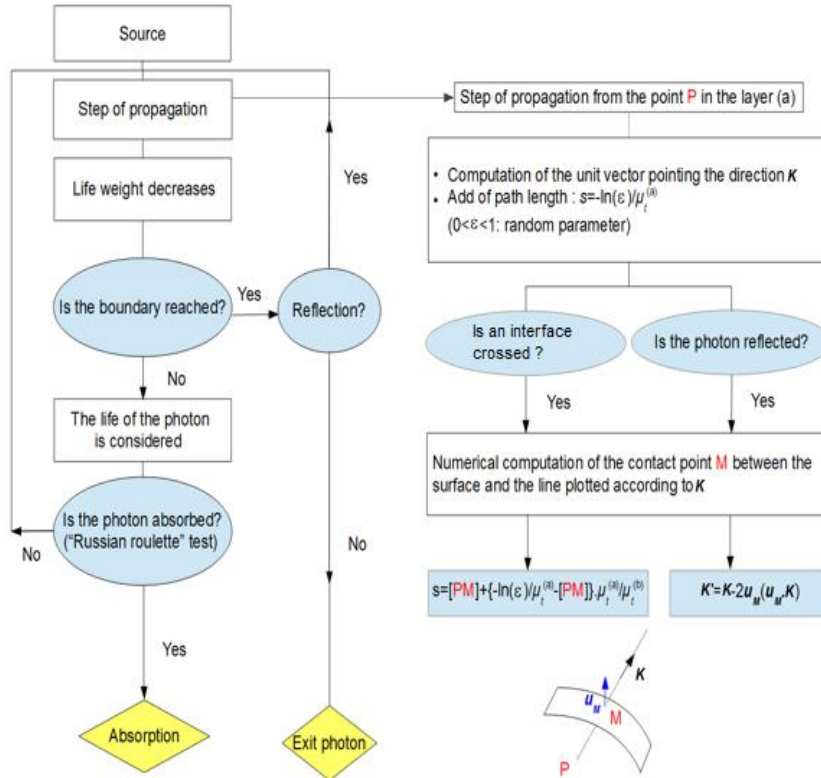 Source
Step of propagation
Life weight decreases
Is the boundary reached?
Yes
Reflection?
Yes
No
The life of the photon
is considered
Is the photon absorbed?
("Russian roulette" test)
No
No
Yes
Absorption
Exit photon
Step of propagation from the point P in the layer (a)
• Computation of the unit vector pointing the direction K
• Add of path length : s=-ln(ε)/μt(a)
(0<ε<1: random parameter)
Is an interface
crossed ?
Is the photon reflected?
Yes
Yes
Numerical computation of the contact point M between the
surface and the line plotted according to K
s=[PM]+{-ln(ε)/μt(a)-[PM]}.μt(a)/μt(b)
K'=K-2uM(uM.K)
K
uM
M
P